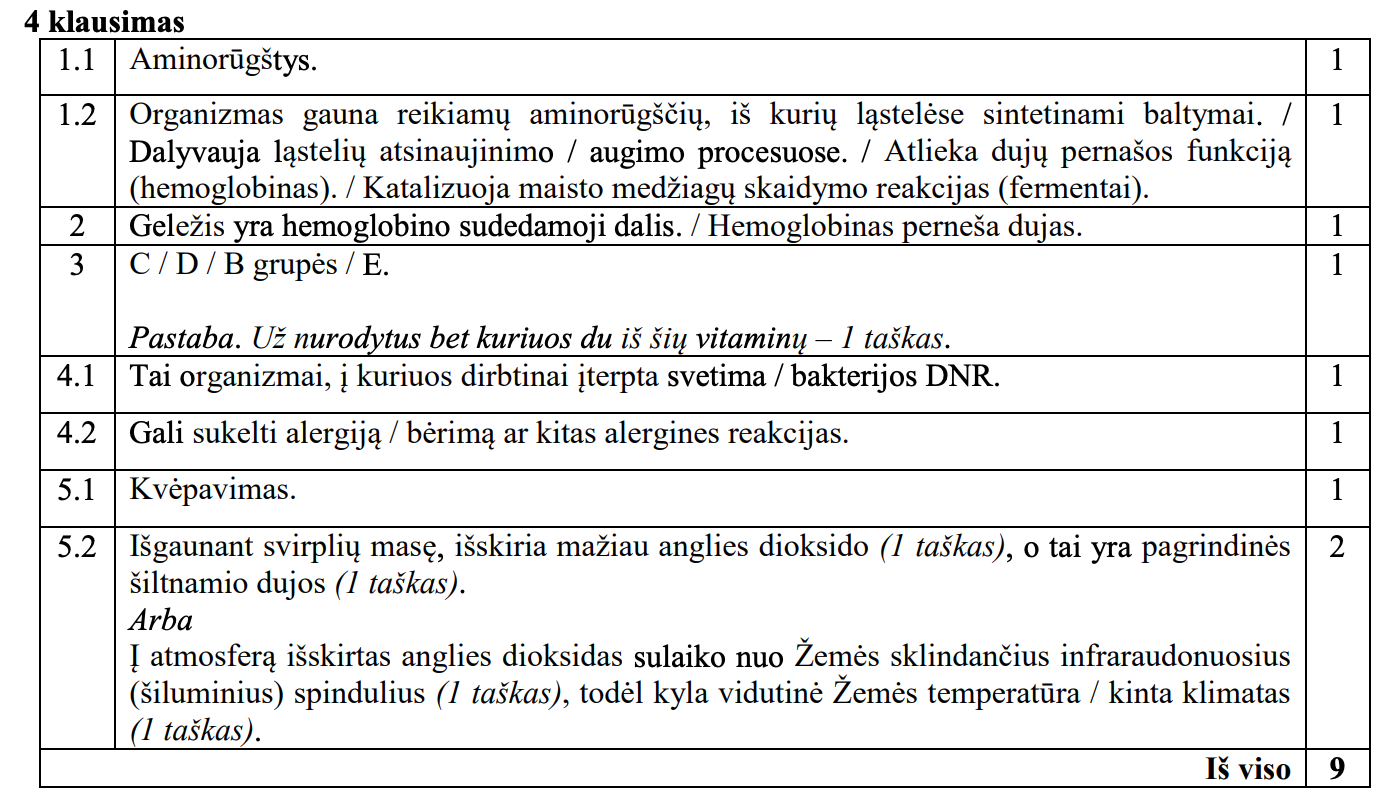 4 klausimas
1.1 Aminorūgštys. 1
1.2 Organizmas gauna reikiamų aminorūgščių, iš kurių ląstelėse sintetinami baltymai. / 1
Dalyvauja ląstelių atsinaujinimo / augimo procesuose. / Atlieka dujų pernašos funkciją
(hemoglobinas). / Katalizuoja maisto medžiagų skaidymo reakcijas (fermentai).
2 Geležis yra hemoglobino sudedamoji dalis. / Hemoglobinas perneša dujas. 1
3 C / D / B grupės / E. 1
Pastaba. Už nurodytus bet kuriuos du iš šių vitaminų – 1 taškas.
4.1 Tai organizmai, į kuriuos dirbtinai įterpta svetima / bakterijos DNR. 1
4.2 Gali sukelti alergiją / bėrimą ar kitas alergines reakcijas. 1
5.1 Kvėpavimas. 1
5.2 Išgaunant svirplių masę, išskiria mažiau anglies dioksido (1 taškas), o tai yra pagrindinės 2
šiltnamio dujos (1 taškas).
Arba
Į atmosferą išskirtas anglies dioksidas sulaiko nuo Žemės sklindančius infraraudonuosius
(šiluminius) spindulius (1 taškas), todėl kyla vidutinė Žemės temperatūra / kinta klimatas
(1 taškas).
Iš viso 9